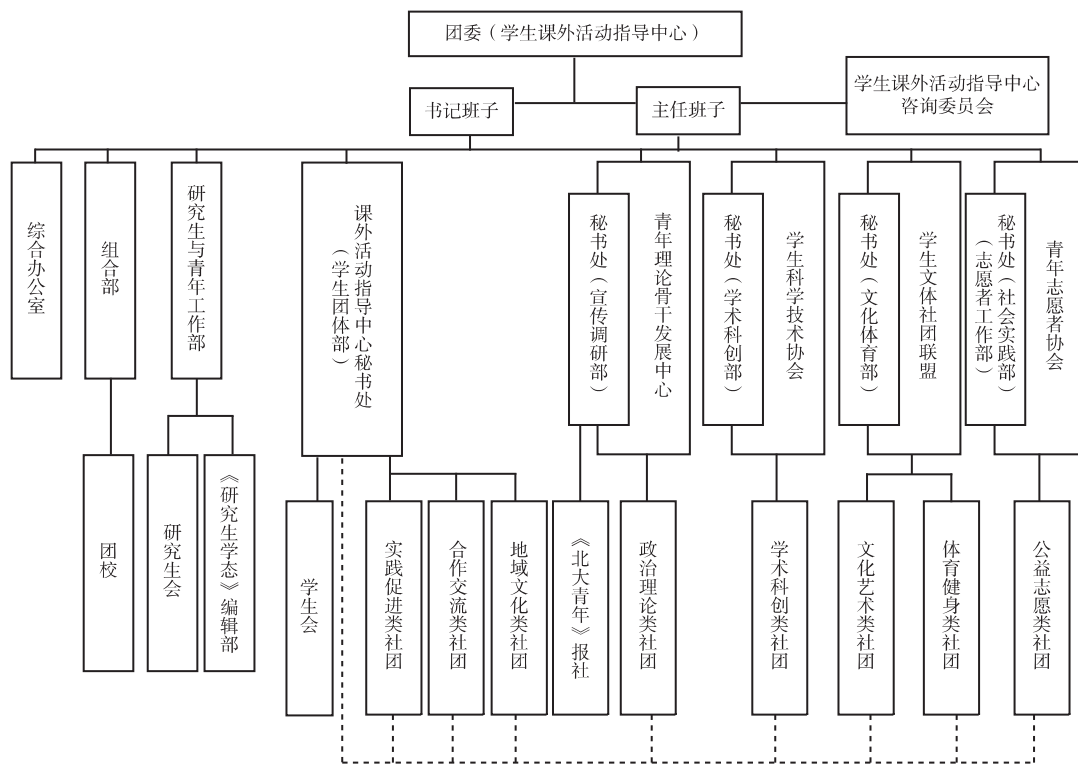 团委（学生课外活动指导中心）
书记班子
主任班子
学生课外活动指导中心
咨询委员会
综合办公室
组合部
研究生与青年工作部
课外活动指导中心秘书处
（学生团体部）
秘书处（宣传调研部）
青年理论骨干发展中心
秘书处（学术科创部）
学生科学技术协会
秘书处（文化体育部）
学生文体社团联盟
秘书处（社会实践部）
（志愿者工作部）
青年志愿者协会
团校
研究生会
《研究生学态》编辑部
学生会
实践促进类社团
合作交流类社团
地域文化类社团
《北大青年》报社
政治理论类社团
学术科创类社团
文化艺术类社团
体育健身类社团
公益志愿类社团